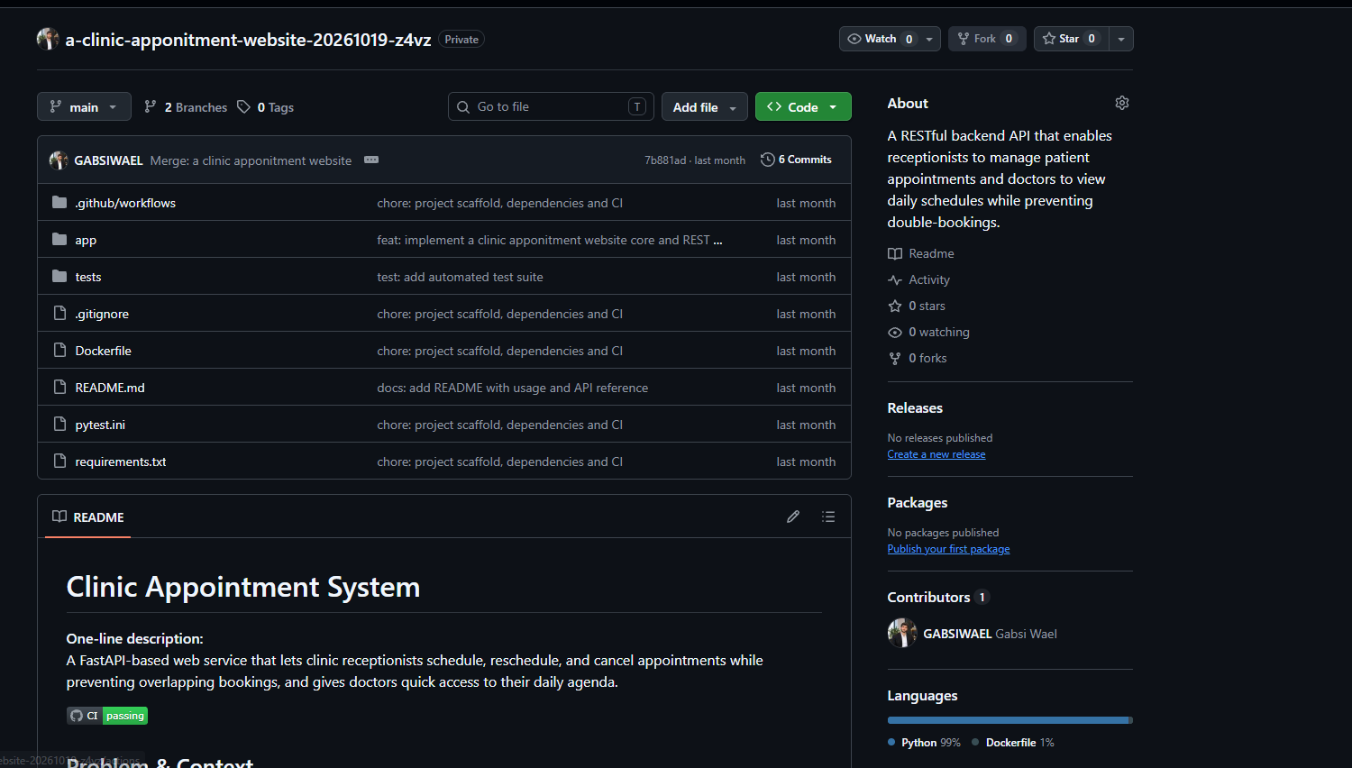 a-clinic-apponitment-website-20261019-z4vz Private
Watch 0 Fork 0 Star 0
main 2 Branches 0 Tags Go to file T Add file Code
GABSIWAEL Merge: a clinic apponitment website 7b881ad · last month 6 Commits
.github/workflows chore: project scaffold, dependencies and CI last month
app feat: implement a clinic apponitment website core and REST ... last month
tests test: add automated test suite last month
.gitignore chore: project scaffold, dependencies and CI last month
Dockerfile chore: project scaffold, dependencies and CI last month
README.md docs: add README with usage and API reference last month
pytest.ini chore: project scaffold, dependencies and CI last month
requirements.txt chore: project scaffold, dependencies and CI last month
README
Clinic Appointment System
One-line description:
A FastAPI-based web service that lets clinic receptionists schedule, reschedule, and cancel appointments while
preventing overlapping bookings, and gives doctors quick access to their daily agenda.
CI passing
Problem & Context
About
A RESTful backend API that enables
receptionists to manage patient
appointments and doctors to view
daily schedules while preventing
double-bookings.
Readme
Activity
0 stars
0 watching
0 forks
Releases
No releases published
Create a new release
Packages
No packages published
Publish your first package
Contributors 1
GABSIWAEL Gabsi Wael
Languages
Python 99% Dockerfile 1%